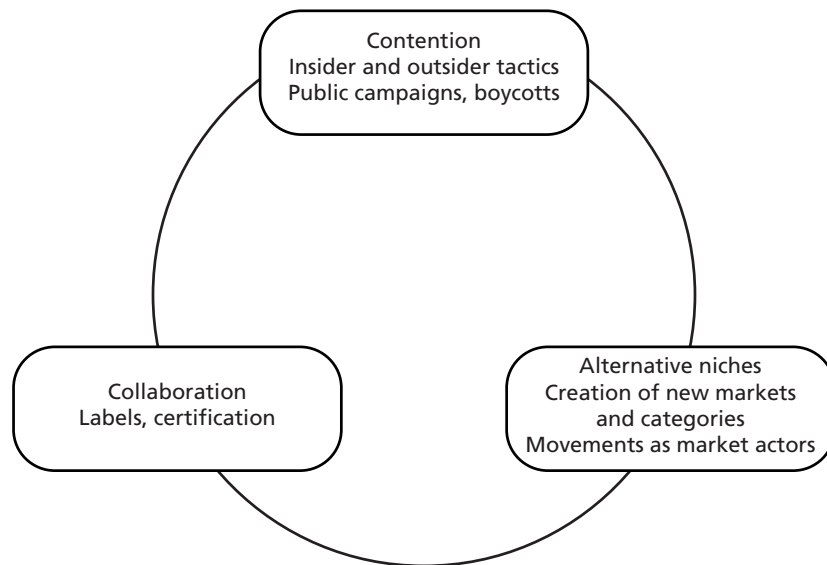 Contention
Insider and outsider tactics
Public campaigns, boycotts
Collaboration
Labels, certification
Alternative niches
Creation of new markets
and categories
Movements as market actors